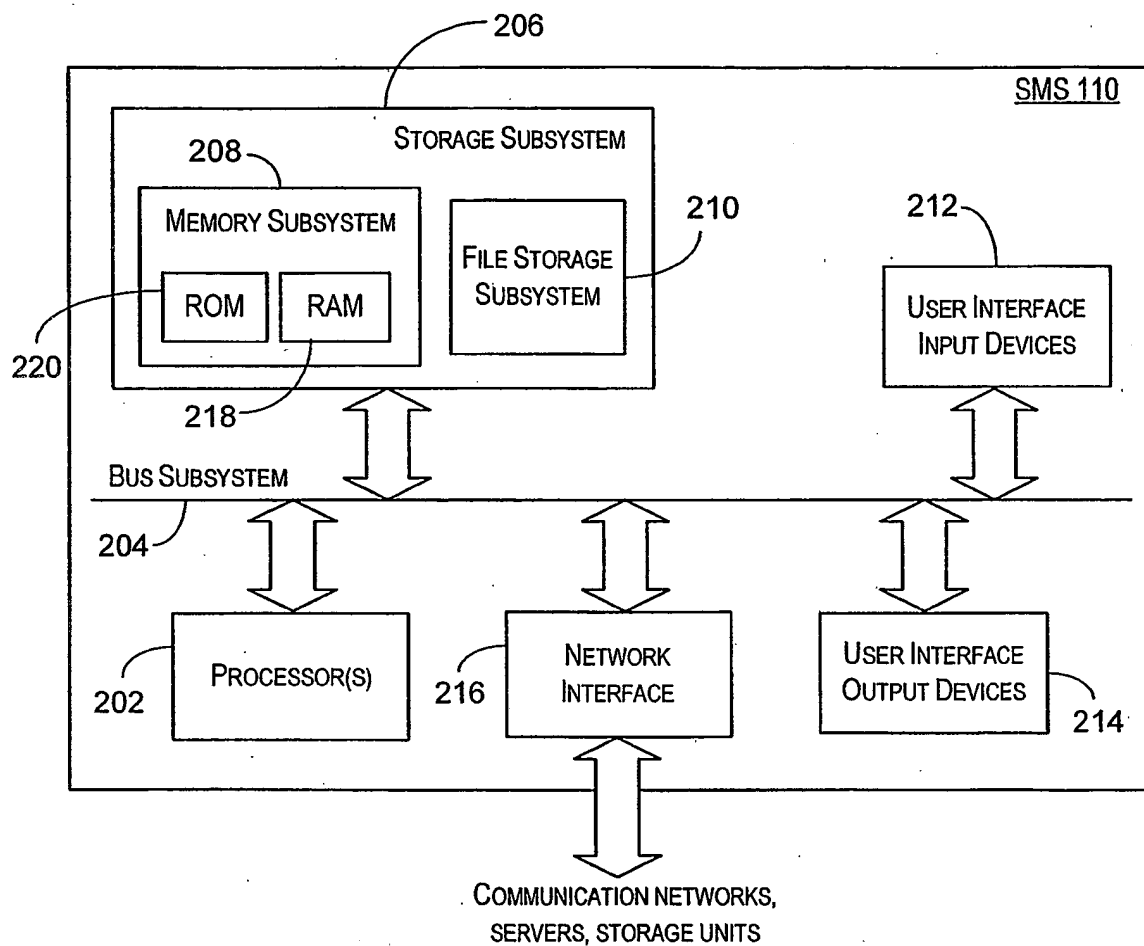 206
SMS 110
STORAGE SUBSYSTEM
208
MEMORY SUBSYSTEM
ROM
RAM
FILE STORAGE
SUBSYSTEM
210
212
USER INTERFACE
INPUT DEVICES
220
218
BUS SUBSYSTEM
204
PROCESSOR(S)
202
NETWORK
INTERFACE
216
USER INTERFACE
OUTPUT DEVICES
214
COMMUNICATION NETWORKS,
SERVERS, STORAGE UNITS